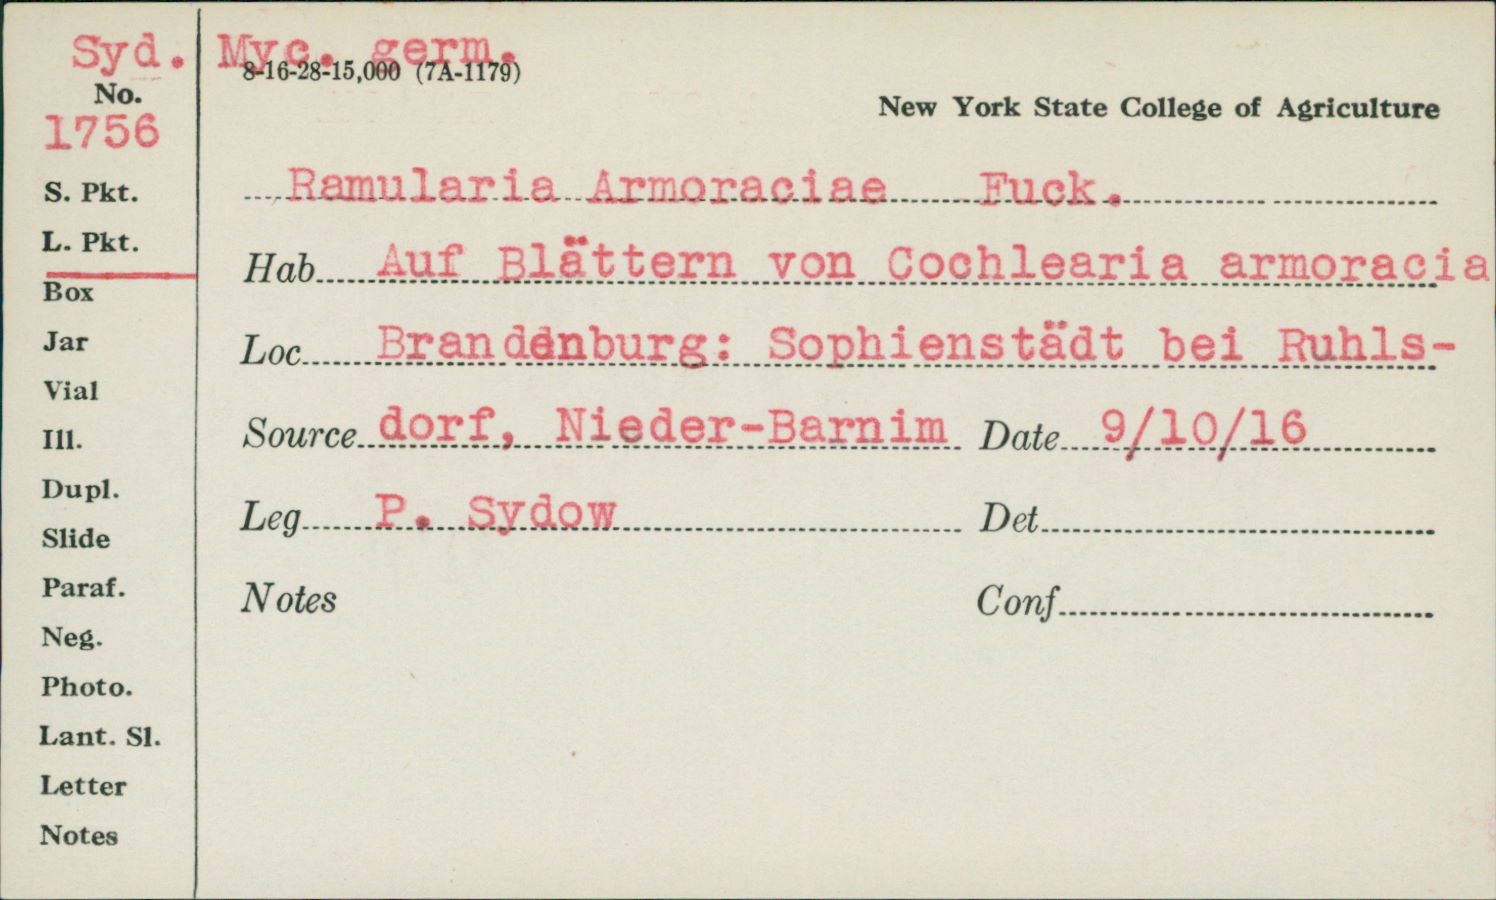 Syd. Myc. germ.
8-16-28-15,000 (7A-1179)
No.
1756
New York State College of Agriculture
S. Pkt.
Ramularia Armoraciae Fuck.
L. Pkt.
Hab. Auf Blättern von Cochlearia armoracia
Box
Jar
Loc. Brandenburg: Sophienstädt bei Ruhls-
Vial
Ill.
Source dorf, Nieder-Barnim Date 9/10/16
Dupl.
Leg. P. Sydow Det.
Slide
Paraf.
Notes Conf.
Neg.
Photo.
Lant. Sl.
Letter
Notes